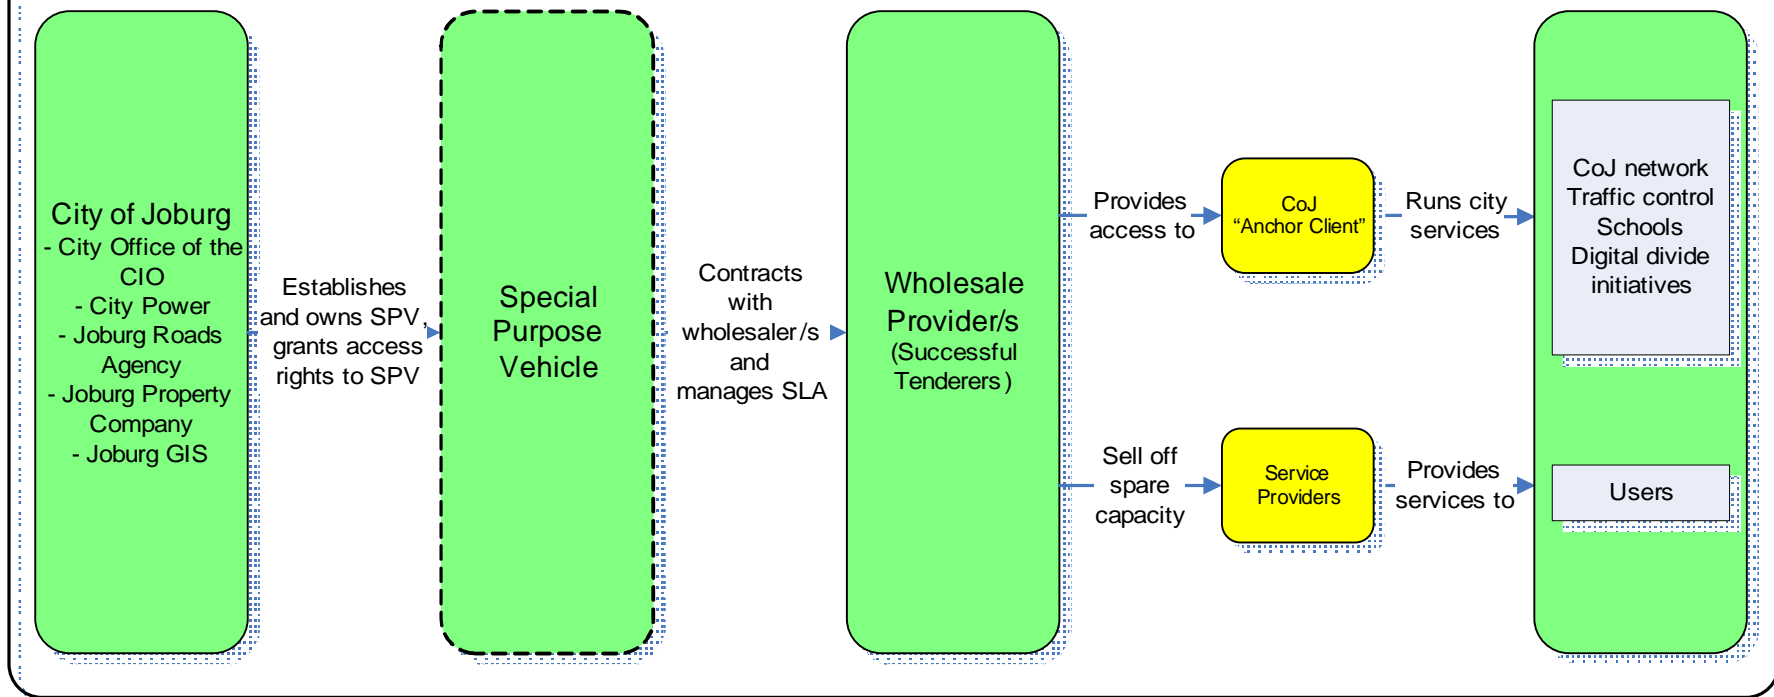 City of Joburg
- City Office of the
CIO
- City Power
- Joburg Roads
Agency
- Joburg Property
Company
- Joburg GIS
Establishes
and owns SPV,
grants access
rights to SPV
Special
Purpose
Vehicle
Contracts
with
wholesaler/s
and
manages SLA
Wholesale
Provider/s
(Successful
Tenderers)
Provides
access to
CoJ
“Anchor Client”
Runs city
services
CoJ network
Traffic control
Schools
Digital divide
initiatives
Sell off
spare
capacity
Service
Providers
Provides
services to
Users